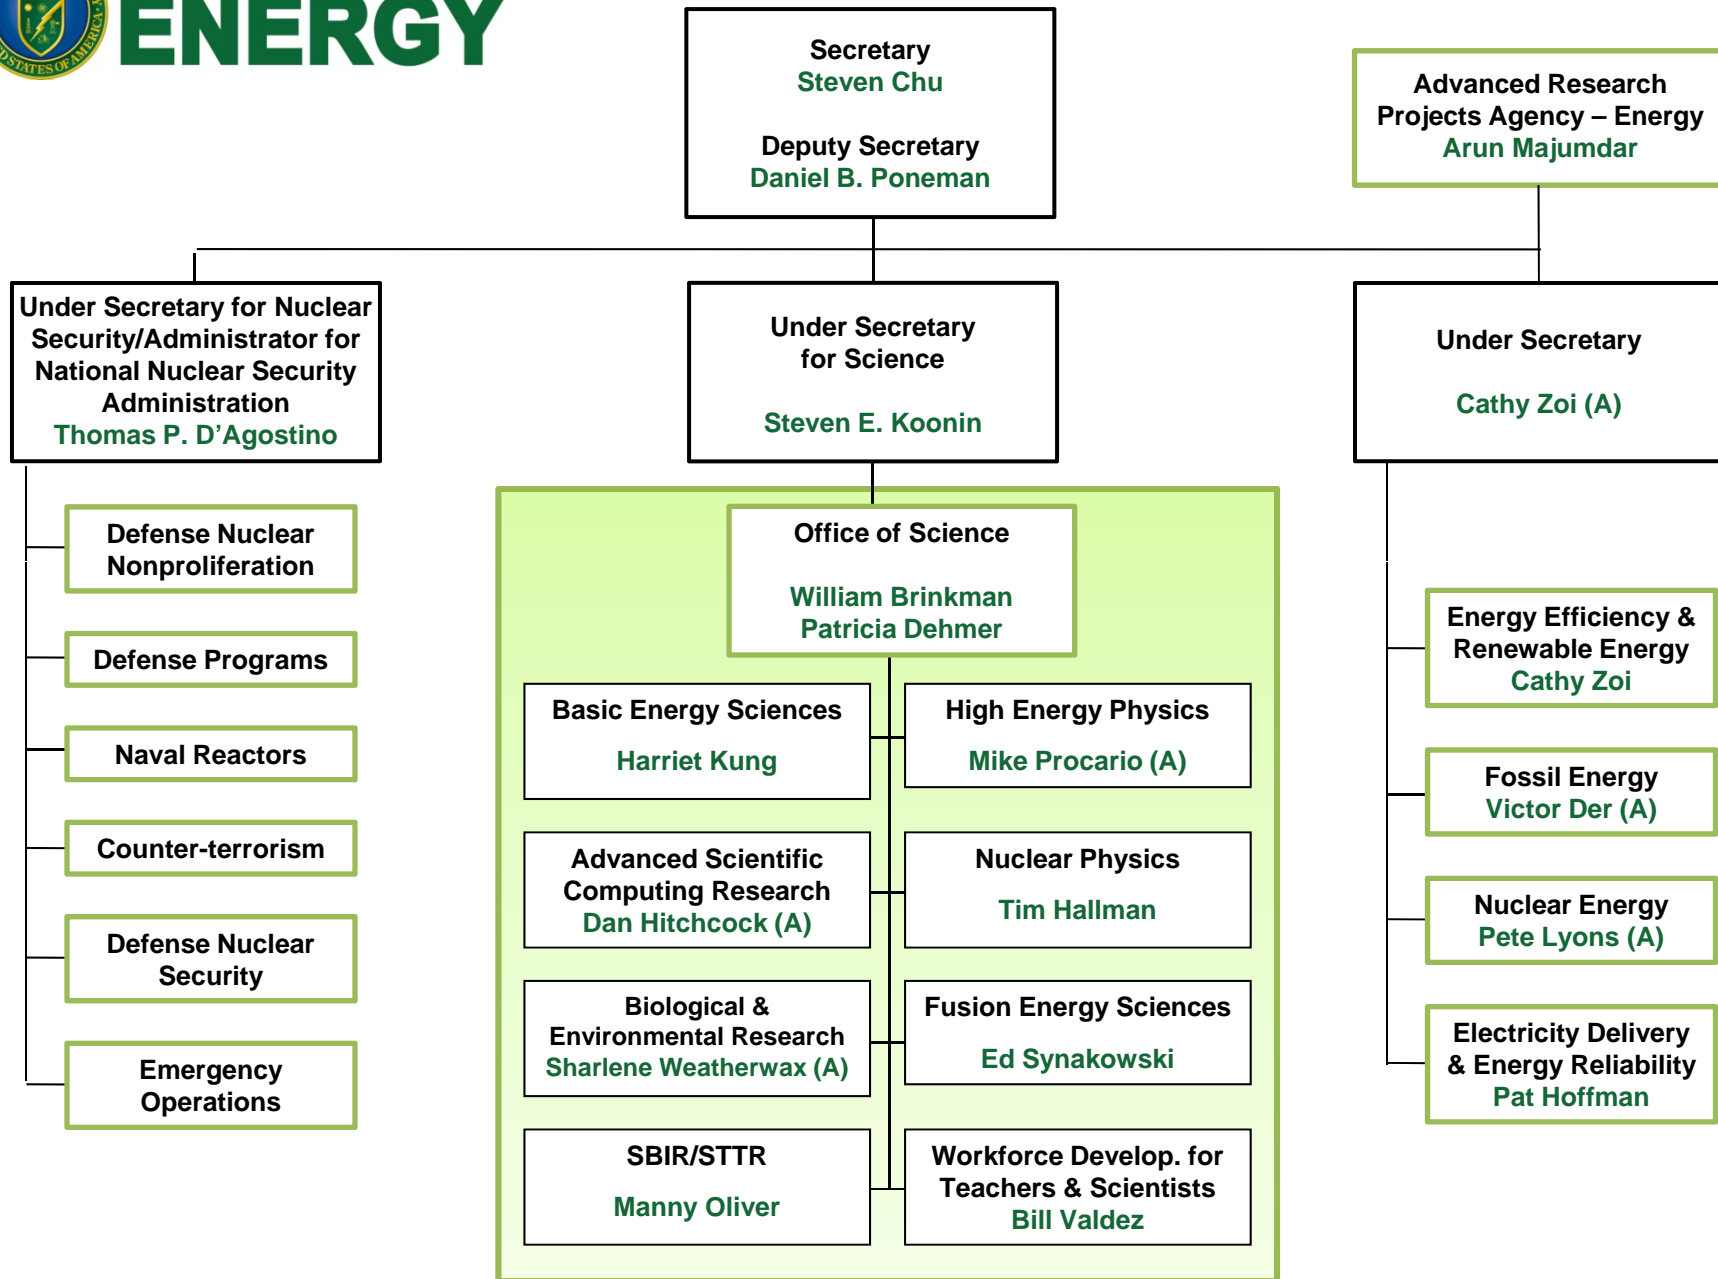 ENERGY
STATES OF AMERICA
Secretary
Steven Chu
Deputy Secretary
Daniel B. Poneman
Advanced Research
Projects Agency – Energy
Arun Majumdar
Under Secretary for Nuclear
Security/Administrator for
National Nuclear Security
Administration
Thomas P. D’Agostino
Under Secretary
for Science
Steven E. Koonin
Under Secretary
Cathy Zoi (A)
Defense Nuclear
Nonproliferation
Defense Programs
Naval Reactors
Counter-terrorism
Defense Nuclear
Security
Emergency
Operations
Office of Science
William Brinkman
Patricia Dehmer
Basic Energy Sciences
Harriet Kung
High Energy Physics
Mike Procario (A)
Advanced Scientific
Computing Research
Dan Hitchcock (A)
Nuclear Physics
Tim Hallman
Biological &
Environmental Research
Sharlene Weatherwax (A)
Fusion Energy Sciences
Ed Synakowski
SBIR/STTR
Manny Oliver
Workforce Develop. for
Teachers & Scientists
Bill Valdez
Energy Efficiency &
Renewable Energy
Cathy Zoi
Fossil Energy
Victor Der (A)
Nuclear Energy
Pete Lyons (A)
Electricity Delivery
& Energy Reliability
Pat Hoffman